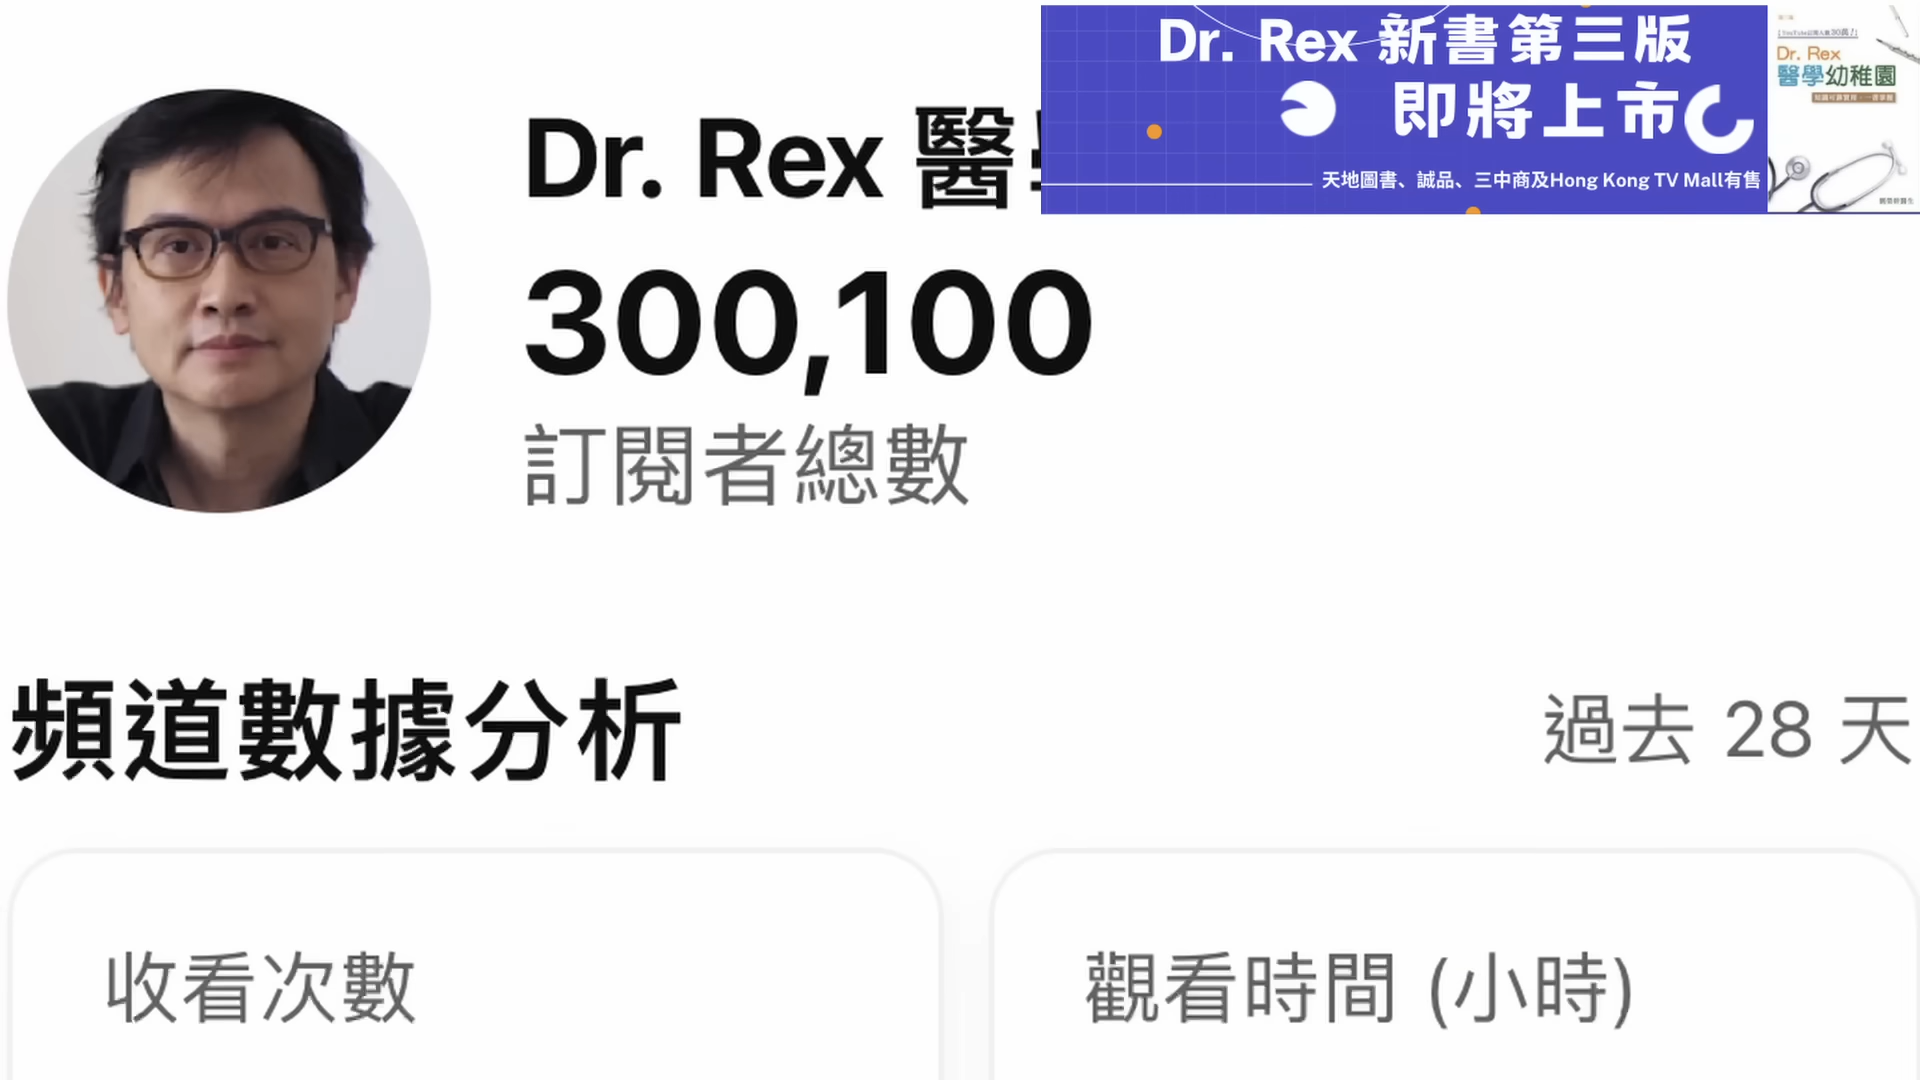 Dr. Rex 醫
300,100
訂閱者總數
Dr. Rex 新書第三版
即將上市
天地圖書、誠品、三中商及Hong Kong TV Mall有售
Dr. Rex
醫學幼稚園
頻道數據分析
過去 28 天
收看次數
觀看時間 (小時)